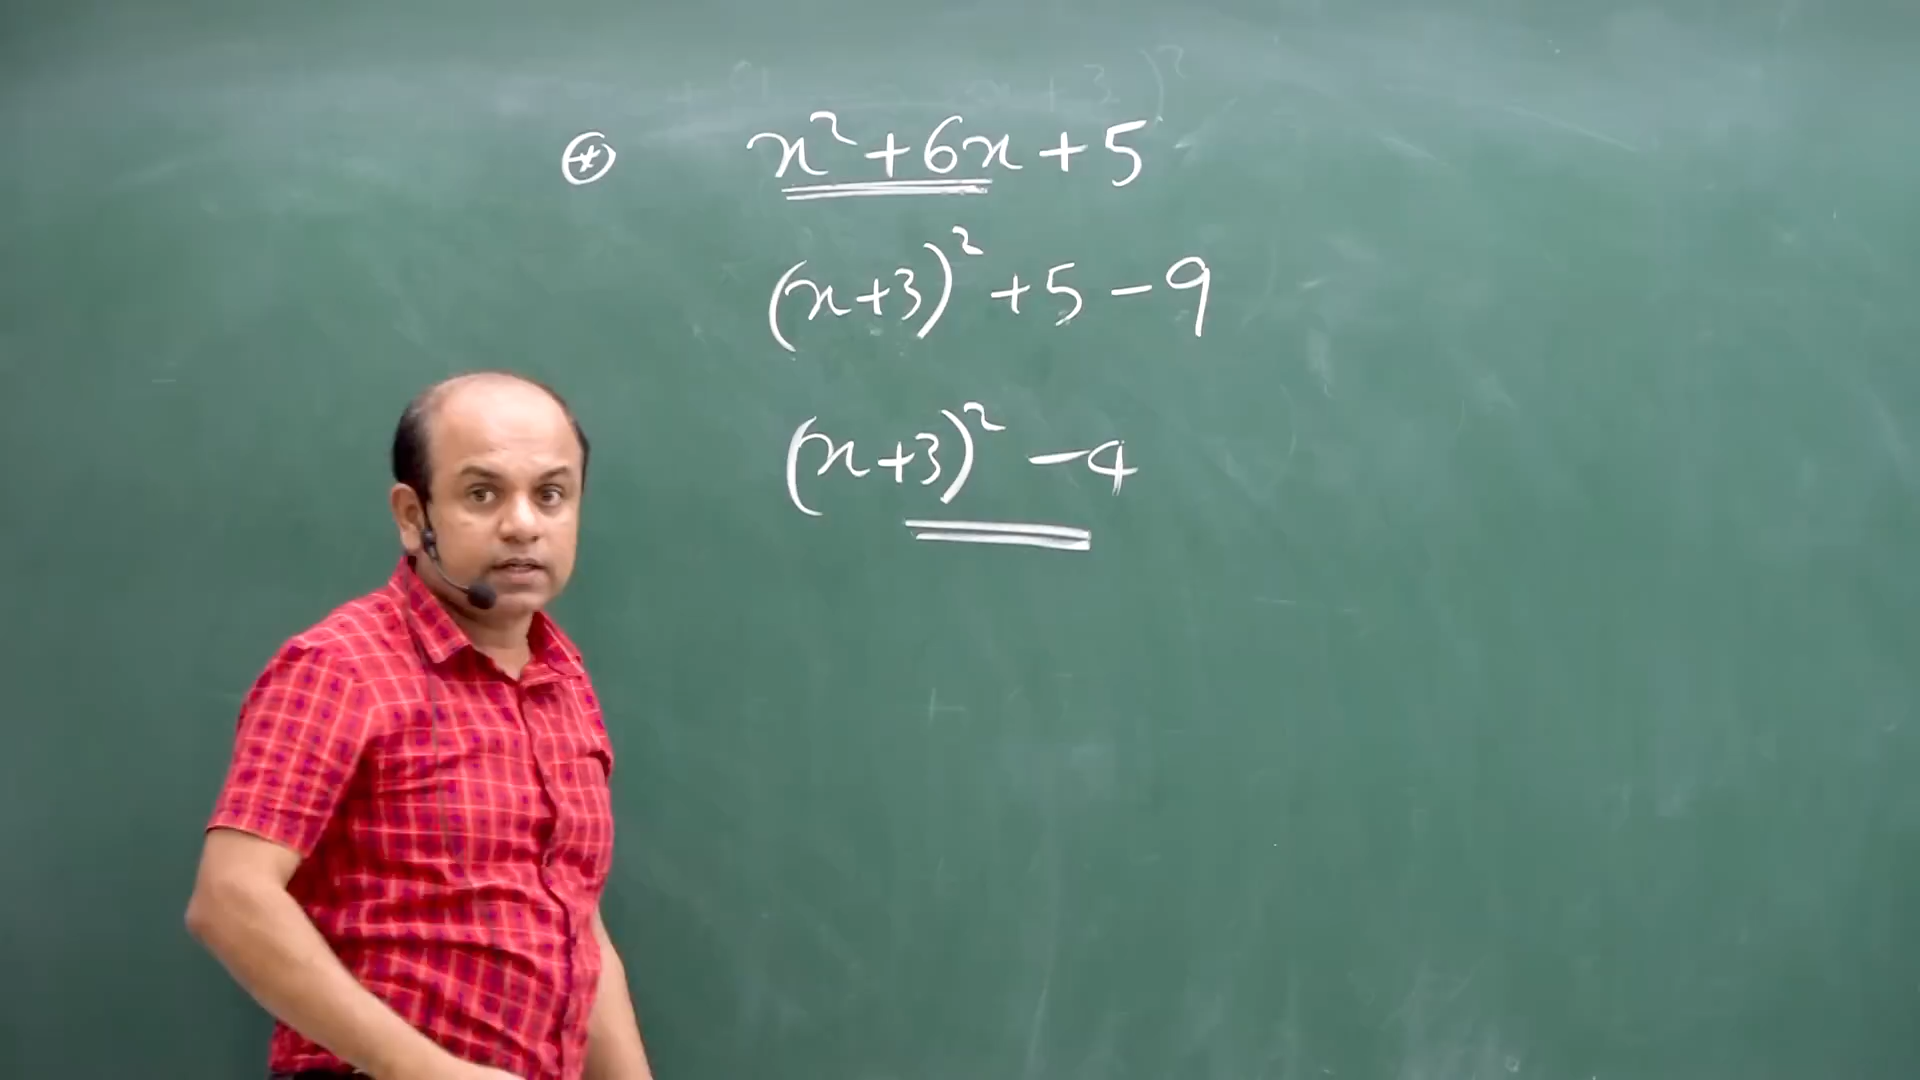 ⊛ x² + 6x + 5
(x+3)² + 5 - 9
(x+3)² - 4